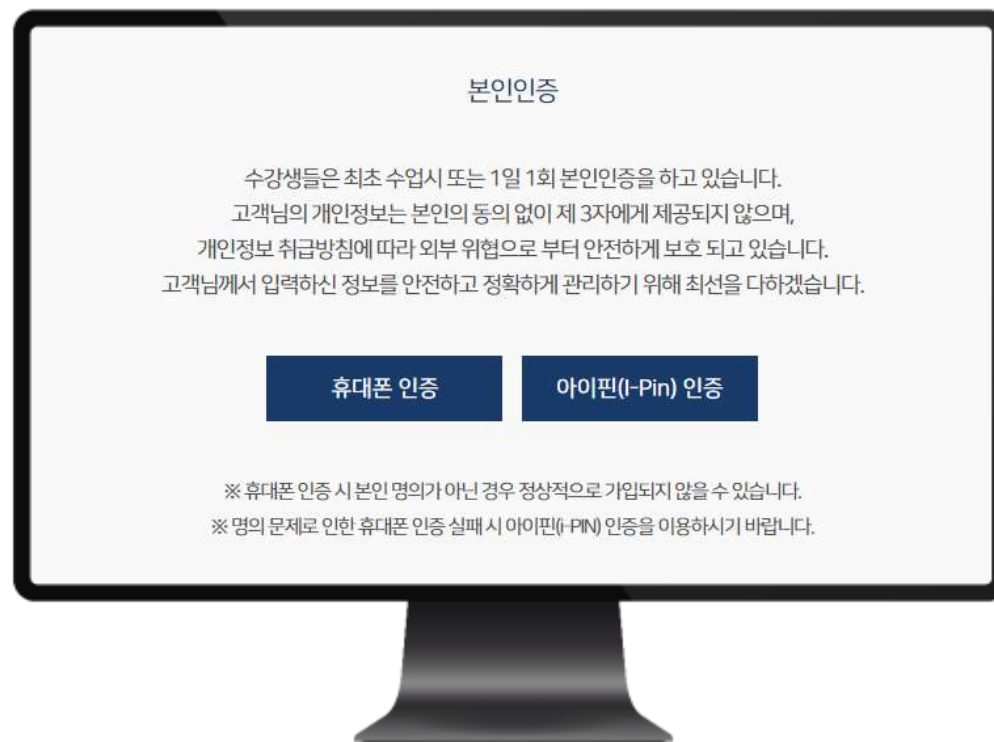 본인인증
수강생들은 최초 수업시 또는 1일 1회 본인인증을 하고 있습니다.
고객님의 개인정보는 본인의 동의 없이 제 3자에게 제공되지 않으며,
개인정보 취급방침에 따라 외부 위협으로 부터 안전하게 보호 되고 있습니다.
고객님께서 입력하신 정보를 안전하고 정확하게 관리하기 위해 최선을 다하겠습니다.
휴대폰 인증 아이핀(I-Pin) 인증
※ 휴대폰 인증 시 본인 명의가 아닌 경우 정상적으로 가입되지 않을 수 있습니다.
※ 명의 문제로 인한 휴대폰 인증 실패 시 아이핀(i-PIN) 인증을 이용하시기 바랍니다.